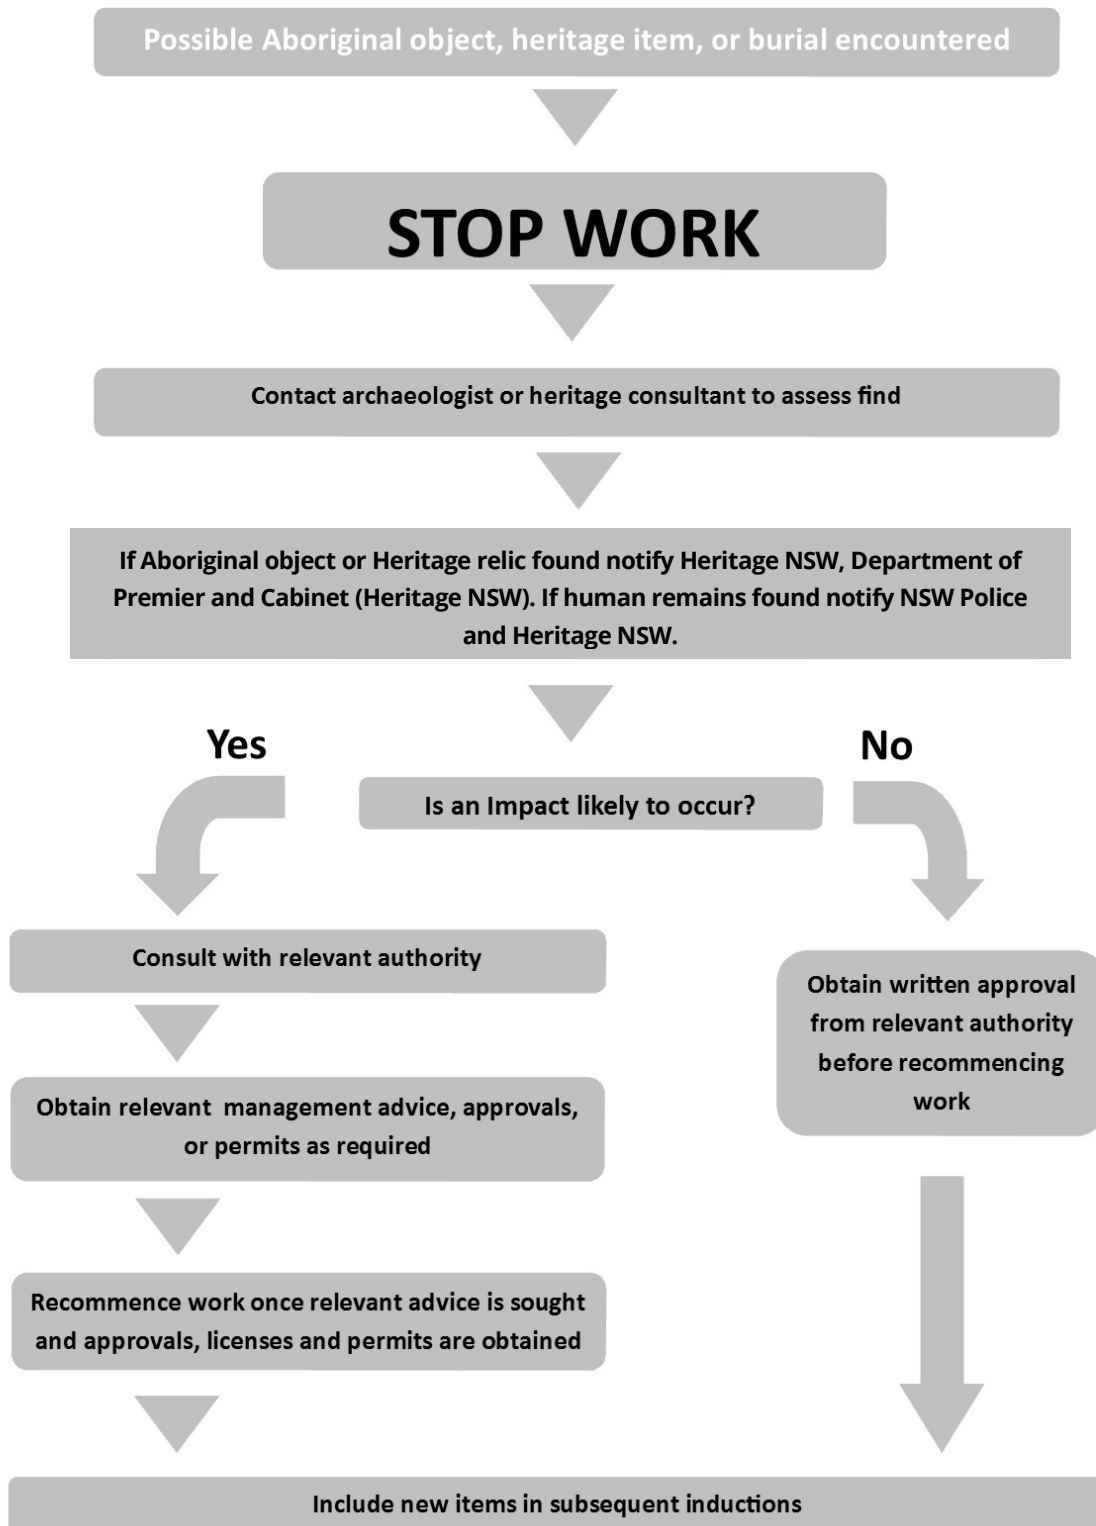 Possible Aboriginal object, heritage item, or burial encountered
STOP WORK
Contact archaeologist or heritage consultant to assess find
If Aboriginal object or Heritage relic found notify Heritage NSW, Department of
Premier and Cabinet (Heritage NSW). If human remains found notify NSW Police
and Heritage NSW.
Yes
No
Is an Impact likely to occur?
Consult with relevant authority
Obtain relevant management advice, approvals,
or permits as required
Recommence work once relevant advice is sought
and approvals, licenses and permits are obtained
Obtain written approval
from relevant authority
before recommencing
work
Include new items in subsequent inductions